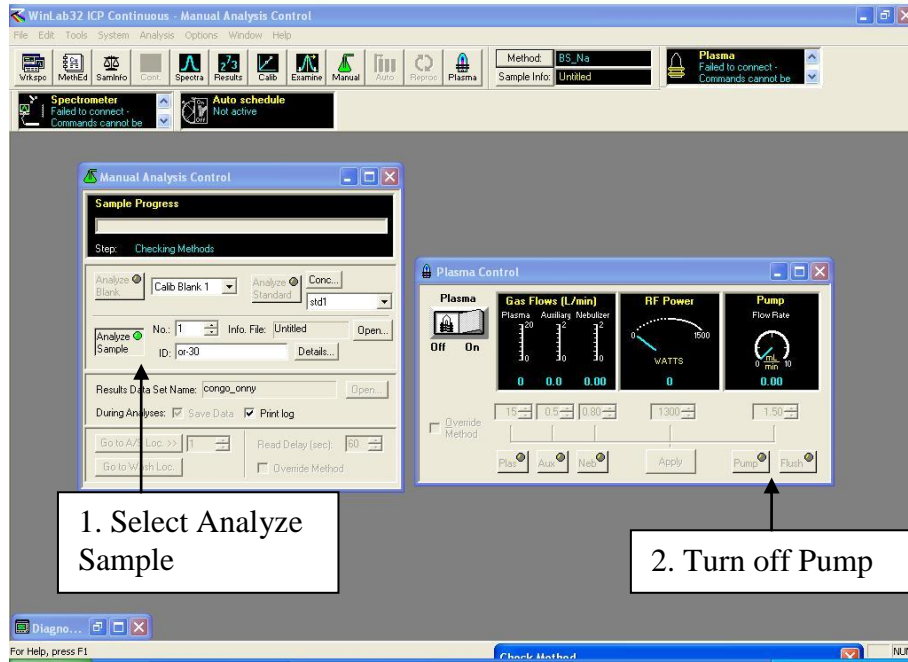 WinLab32 ICP Continuous - Manual Analysis Control
File Edit Tools System Analysis Options Window Help
Wrkspc MethEd SamInfo Cont. Spectra Results Calib Examine Manual Auto Reproc Plasma
Method: BS_Na
Sample Info: Untitled
Plasma
Failed to connect -
Commands cannot be
Spectrometer
Failed to connect -
Commands cannot be
Auto schedule
Not active
Manual Analysis Control
Sample Progress
Step: Checking Methods
Analyze Blank
Calib Blank 1
Analyze Standard
Conc...
std1
Analyze Sample
No.: 1 Info. File: Untitled Open...
ID: or-30 Details...
Results Data Set Name: congo_onny Open...
During Analyses: Save Data Print log
Go to A/S Loc. >> 1 Read Delay (sec): 60
Go to Wash Loc. Override Method
1. Select Analyze
Sample
Plasma Control
Plasma
Off On
Gas Flows (L/min)
Plasma Auxiliary Nebulizer
20 2 2
0 0 0
0 0.0 0.00
RF Power
0 1500
WATTS
0
Pump
Flow Rate
mL
min
0 10
0.00
Override
Method
15 0.5 0.80 1300 1.50
Plas Aux Neb Apply Pump Flush
2. Turn off Pump
Diagno...
For Help, press F1
Check Method
NUM